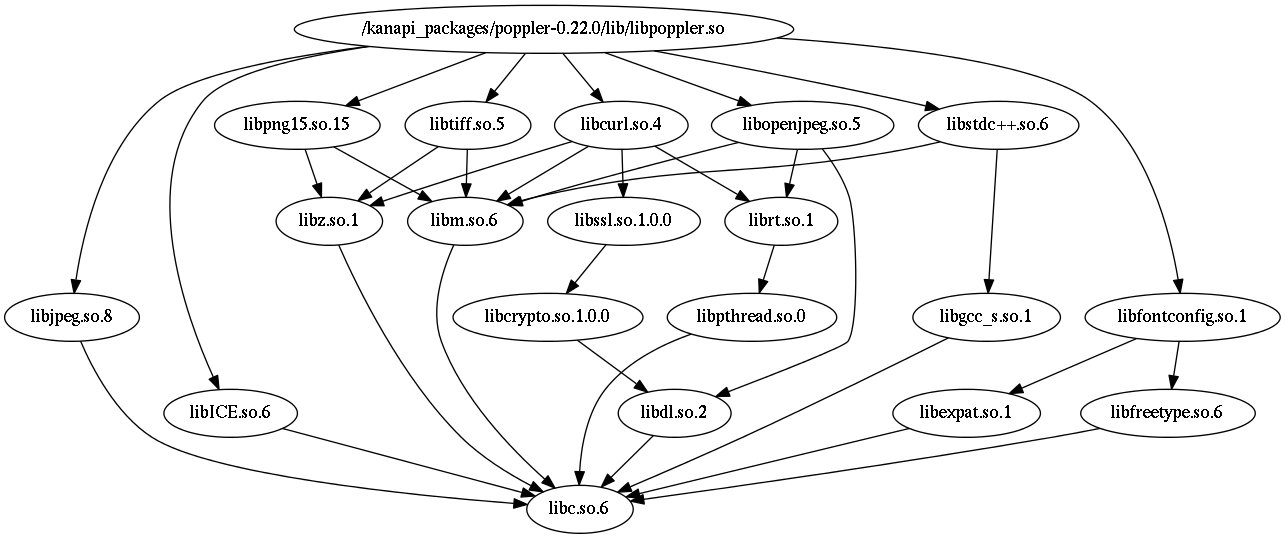 /kanapi_packages/poppler-0.22.0/lib/libpoppler.so
libpng15.so.15
libtiff.so.5
libcurl.so.4
libopenjpeg.so.5
libstdc++.so.6
libz.so.1
libm.so.6
libssl.so.1.0.0
librt.so.1
libjpeg.so.8
libcrypto.so.1.0.0
libpthread.so.0
libgcc_s.so.1
libfontconfig.so.1
libICE.so.6
libdl.so.2
libexpat.so.1
libfreetype.so.6
libc.so.6